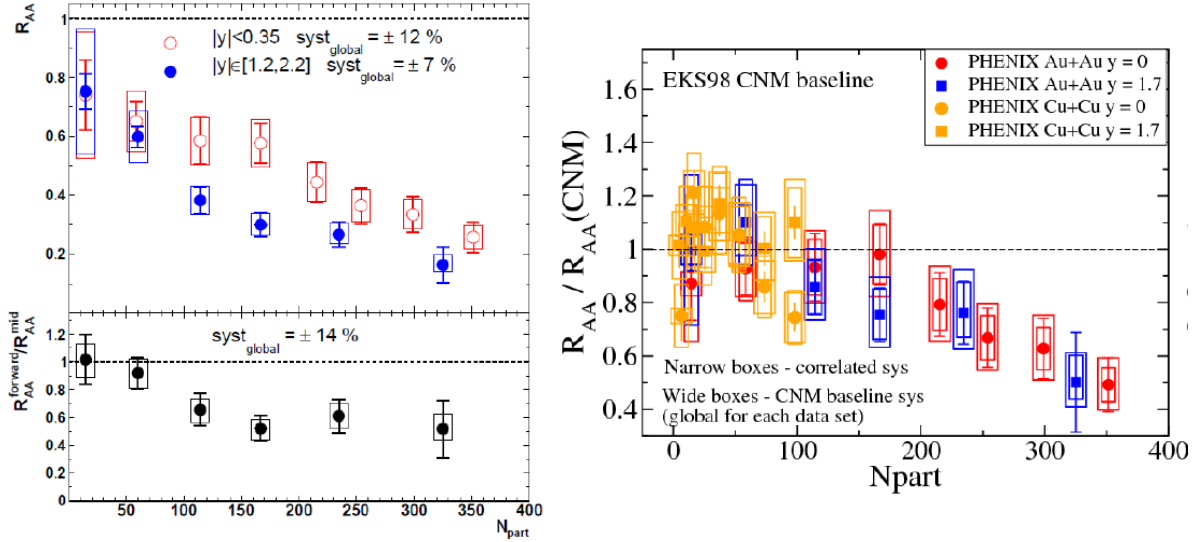 R_AA
1
0.8
0.6
0.4
0.2
|y|<0.35 syst_global = ± 12 %
|y|∈[1.2,2.2] syst_global = ± 7 %
R_AA^forward/R_AA^mid
1.2
1
0.8
0.6
0.4
0.2
0
syst_global = ± 14 %
50 100 150 200 250 300 350 400
N_part
R_AA / R_AA (CNM)
1.6
1.4
1.2
1
0.8
0.6
0.4
EKS98 CNM baseline
PHENIX Au+Au y = 0
PHENIX Au+Au y = 1.7
PHENIX Cu+Cu y = 0
PHENIX Cu+Cu y = 1.7
Narrow boxes - correlated sys
Wide boxes - CNM baseline sys
(global for each data set)
0 100 200 300 400
Npart